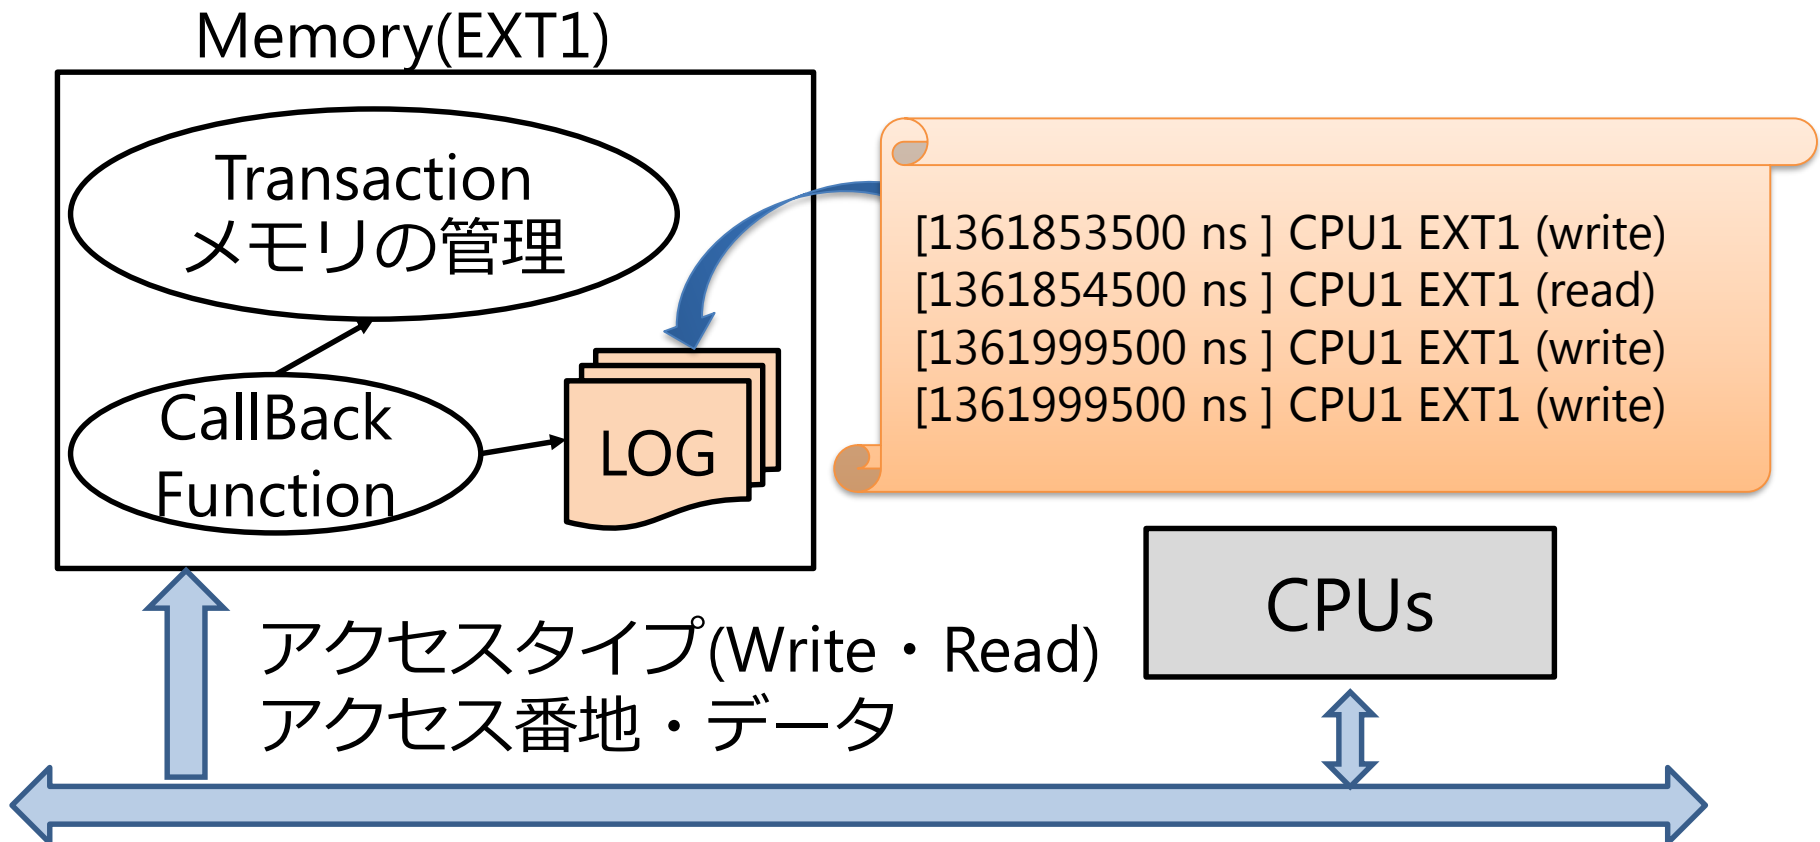 Memory(EXT1)
Transaction
メモリの管理
CallBack
Function
LOG
[1361853500 ns ] CPU1 EXT1 (write)
[1361854500 ns ] CPU1 EXT1 (read)
[1361999500 ns ] CPU1 EXT1 (write)
[1361999500 ns ] CPU1 EXT1 (write)
CPUs
アクセスタイプ(Write・Read)
アクセス番地・データ